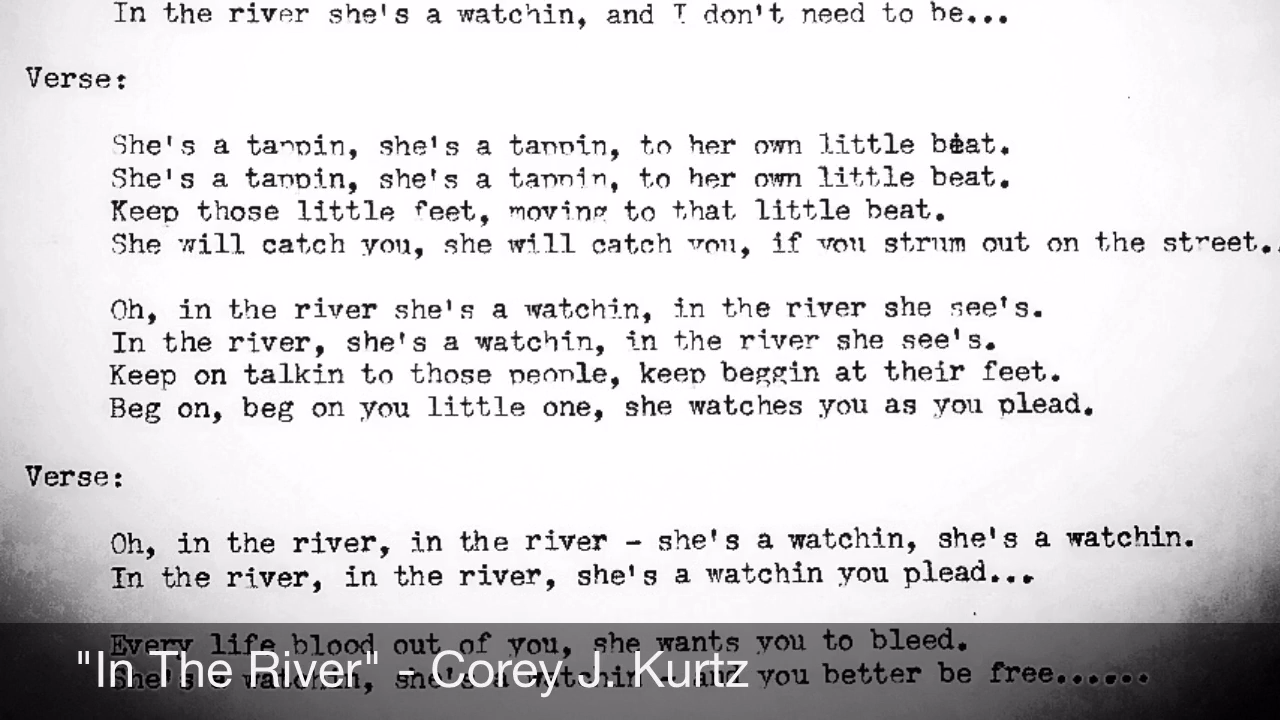 In the river she's a watchin, and I don't need to be...
Verse:
She's a tappin, she's a tappin, to her own little beat.
She's a tappin, she's a tappin, to her own little beat.
Keep those little feet, moving to that little beat.
She will catch you, she will catch you, if you strum out on the street..
Oh, in the river she's a watchin, in the river she see's.
In the river, she's a watchin, in the river she see's.
Keep on talkin to those people, keep beggin at their feet.
Beg on, beg on you little one, she watches you as you plead.
Verse:
Oh, in the river, in the river - she's a watchin, she's a watchin.
In the river, in the river, she's a watchin you plead...
Every life blood out of you, she wants you to bleed.
She's a watchin, she's a watchin - and you better be free......
"In The River" - Corey J. Kurtz